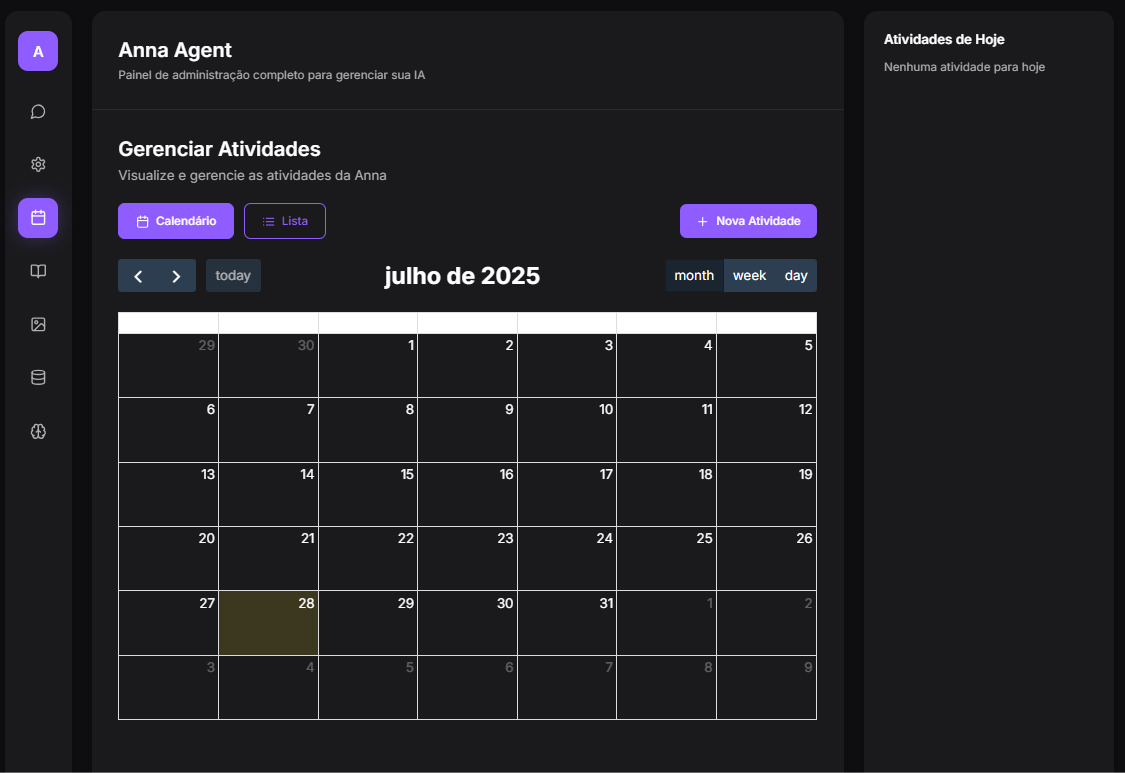 A
Anna Agent
Painel de administração completo para gerenciar sua IA
Gerenciar Atividades
Visualize e gerencie as atividades da Anna
Calendário
Lista
+ Nova Atividade
today
julho de 2025
month week day
29 30 1 2 3 4 5
6 7 8 9 10 11 12
13 14 15 16 17 18 19
20 21 22 23 24 25 26
27 28 29 30 31 1 2
3 4 5 6 7 8 9
Atividades de Hoje
Nenhuma atividade para hoje